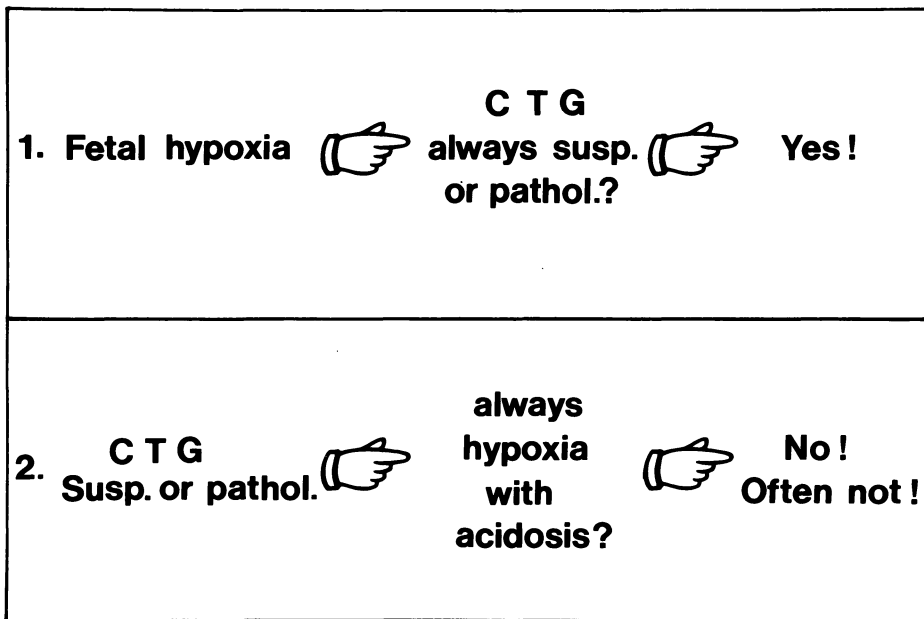 C T G
1. Fetal hypoxia always susp. Yes!
or pathol.?
always
C T G hypoxia No!
2. Susp. or pathol. with Often not!
acidosis?